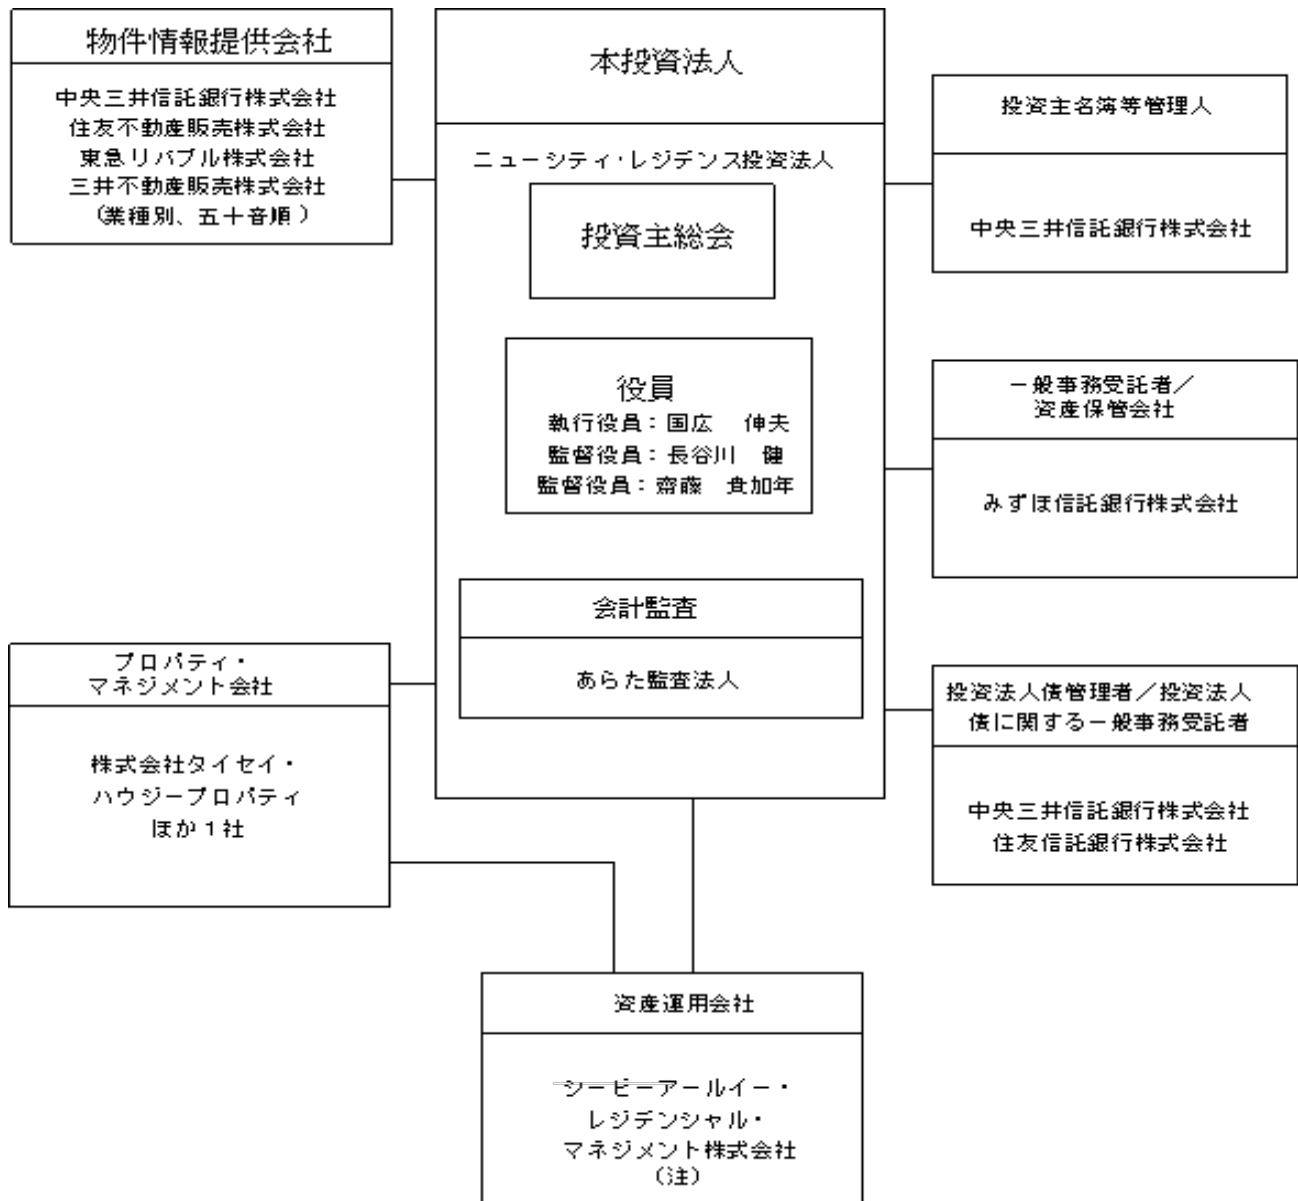 物件情報提供会社
中央三井信託銀行株式会社
住友不動産販売株式会社
東急リバブル株式会社
三井不動産販売株式会社
(業種別、五十音順)
本投資法人
ニューシティ・レジデンス投資法人
投資主総会
役員
執行役員：国広　伸夫
監督役員：長谷川　健
監督役員：齋藤　貴加年
会計監査
あらた監査法人
投資主名簿等管理人
中央三井信託銀行株式会社
一般事務受託者／
資産保管会社
みずほ信託銀行株式会社
プロパティ・
マネジメント会社
株式会社タイセイ・
ハウジープロパティ
ほか１社
投資法人債管理者／投資法人
債に関する一般事務受託者
中央三井信託銀行株式会社
住友信託銀行株式会社
資産運用会社
シービーアールイー・
レジデンシャル・
マネジメント株式会社
(注)